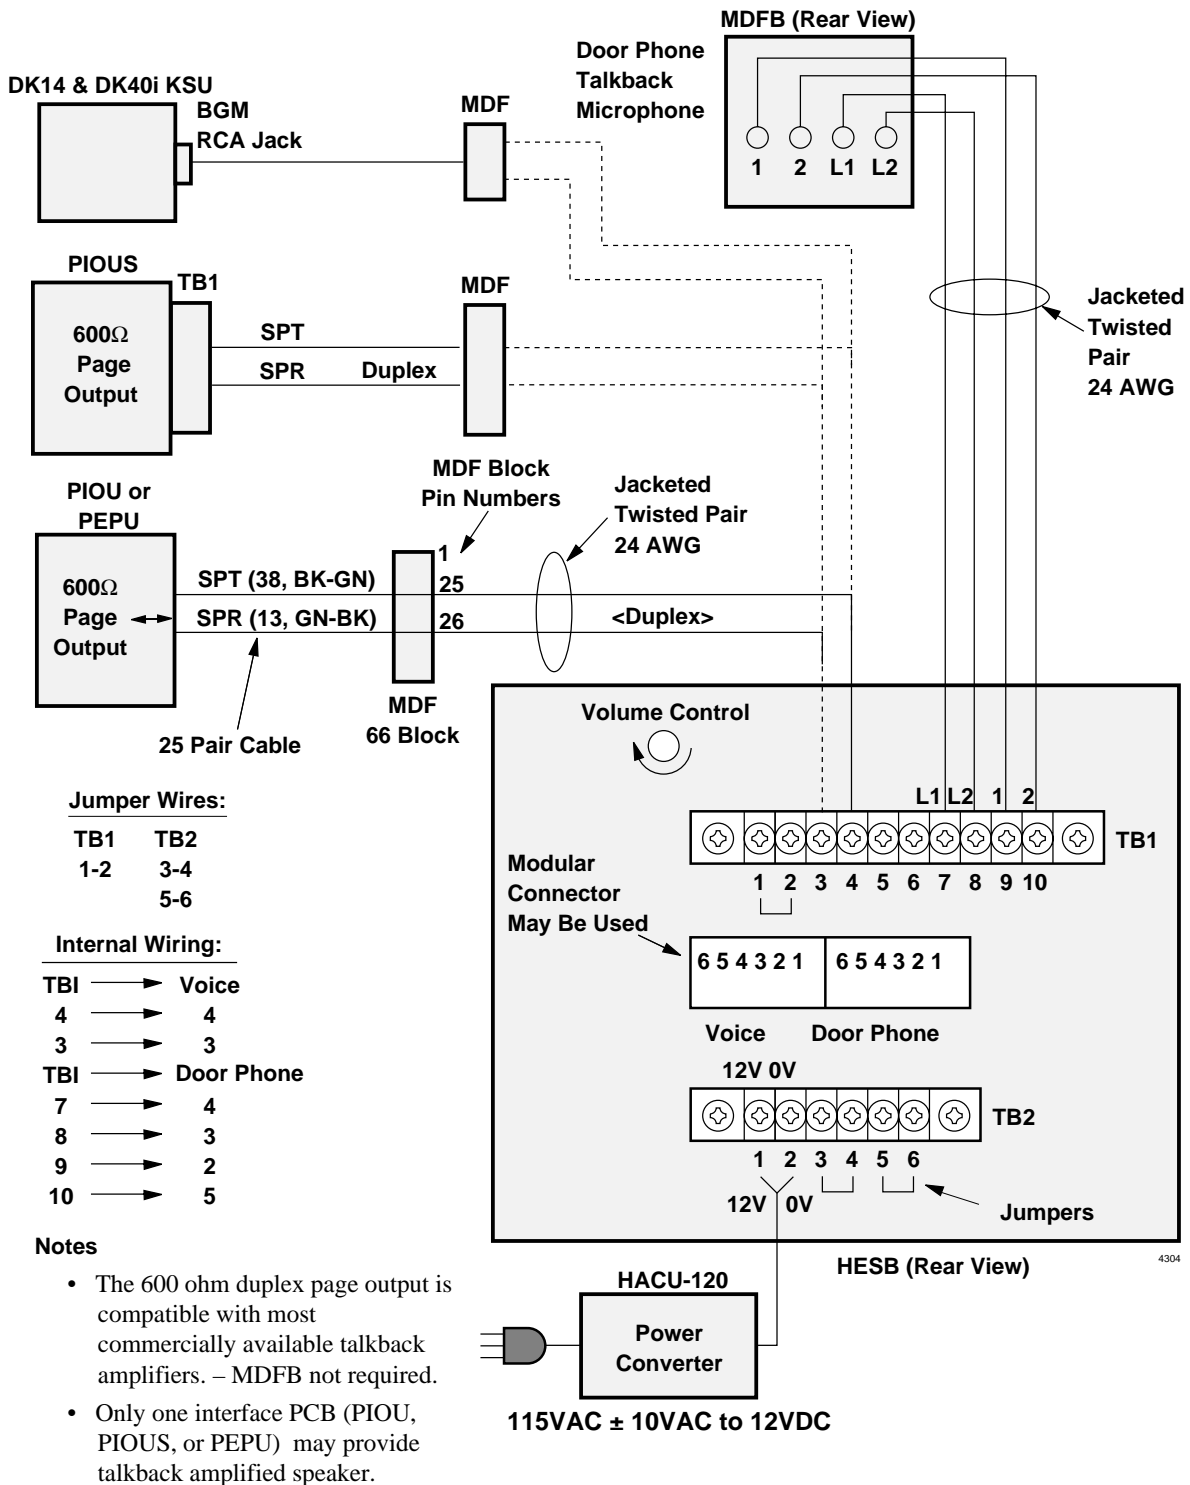 MDFB (Rear View)
Door Phone
Talkback
Microphone
1 2 L1 L2
DK14 & DK40i KSU
BGM
RCA Jack
MDF
PIOUS
TB1
MDF
600Ω
Page
Output
SPT
SPR Duplex
Jacketed
Twisted
Pair
24 AWG
PIOU or
PEPU
MDF Block
Pin Numbers
Jacketed
Twisted Pair
24 AWG
600Ω
Page
Output
SPT (38, BK-GN)
SPR (13, GN-BK)
1
25
26
<Duplex>
MDF
66 Block
25 Pair Cable
Volume Control
L1 L2 1 2
TB1
1 2 3 4 5 6 7 8 9 10
Modular
Connector
May Be Used
6 5 4 3 2 1 6 5 4 3 2 1
Voice Door Phone
12V 0V
TB2
1 2 3 4 5 6
12V 0V
Jumpers
HESB (Rear View)
4304
Jumper Wires:
TB1 TB2
1-2 3-4
5-6
Internal Wiring:
TBI Voice
4 4
3 3
TBI Door Phone
7 4
8 3
9 2
10 5
Notes
• The 600 ohm duplex page output is
compatible with most
commercially available talkback
amplifiers. – MDFB not required.
• Only one interface PCB (PIOU,
PIOUS, or PEPU) may provide
talkback amplified speaker.
HACU-120
Power
Converter
115VAC ± 10VAC to 12VDC